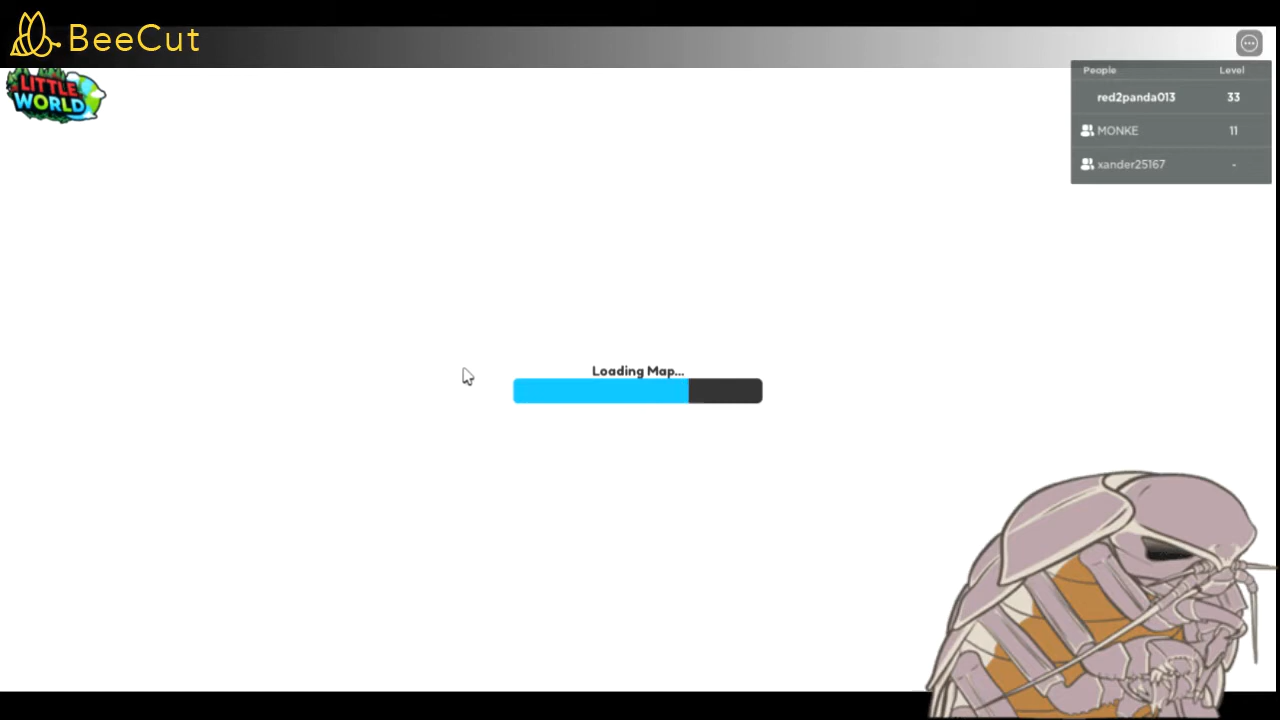 BeeCut
LITTLE
WORLD
People Level
red2panda013 33
MONKE 11
xander25167 -
Loading Map...